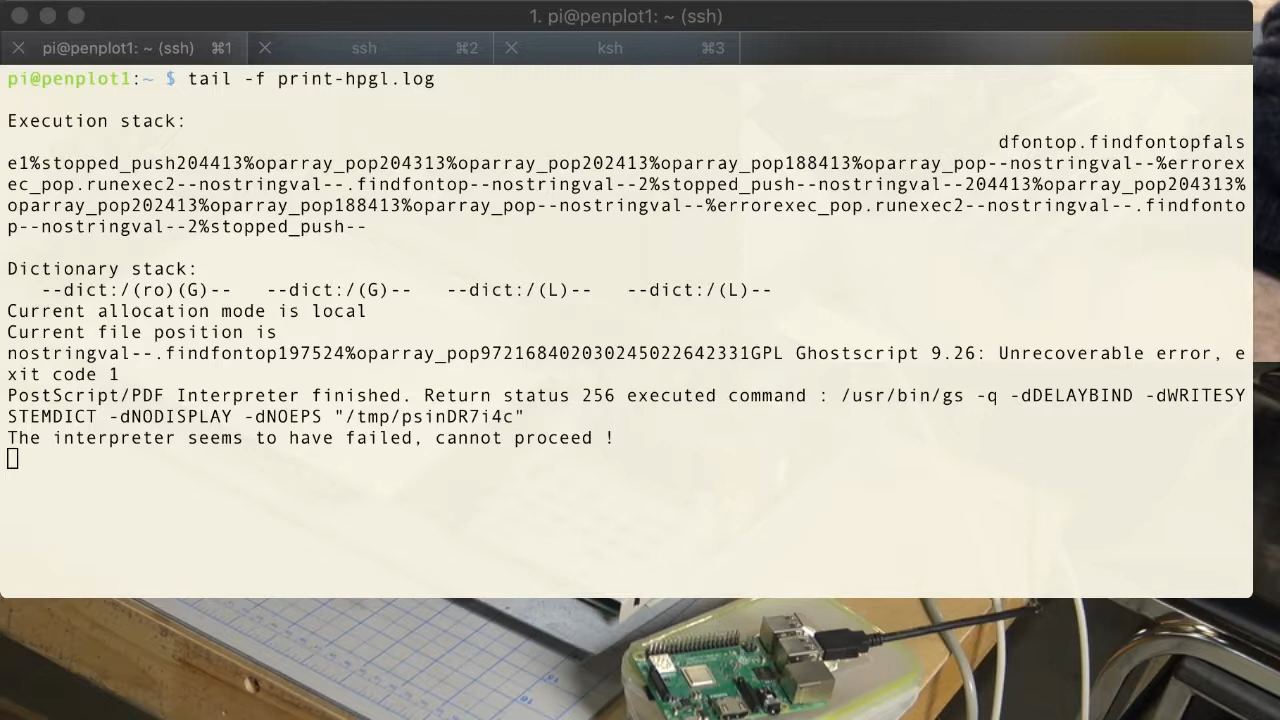 1. pi@penplot1: ~ (ssh)
pi@penplot1: ~ (ssh) ⌘1 ssh ⌘2 ksh ⌘3
pi@penplot1:~ $ tail -f print-hpgl.log
Execution stack:
dfontop.findfontopfals
e1%stopped_push204413%oparray_pop204313%oparray_pop202413%oparray_pop188413%oparray_pop--nostringval--%errorex
ec_pop.runexec2--nostringval--.findfontop--nostringval--2%stopped_push--nostringval--204413%oparray_pop204313%
oparray_pop202413%oparray_pop188413%oparray_pop--nostringval--%errorexec_pop.runexec2--nostringval--.findfonto
p--nostringval--2%stopped_push--
Dictionary stack:
--dict:/(ro)(G)-- --dict:/(G)-- --dict:/(L)-- --dict:/(L)--
Current allocation mode is local
Current file position is
nostringval--.findfontop197524%oparray_pop972168402030245022642331GPL Ghostscript 9.26: Unrecoverable error, e
xit code 1
PostScript/PDF Interpreter finished. Return status 256 executed command : /usr/bin/gs -q -dDELAYBIND -dWRITESY
STEMDICT -dNODISPLAY -dNOEPS "/tmp/psinDR7i4c"
The interpreter seems to have failed, cannot proceed !